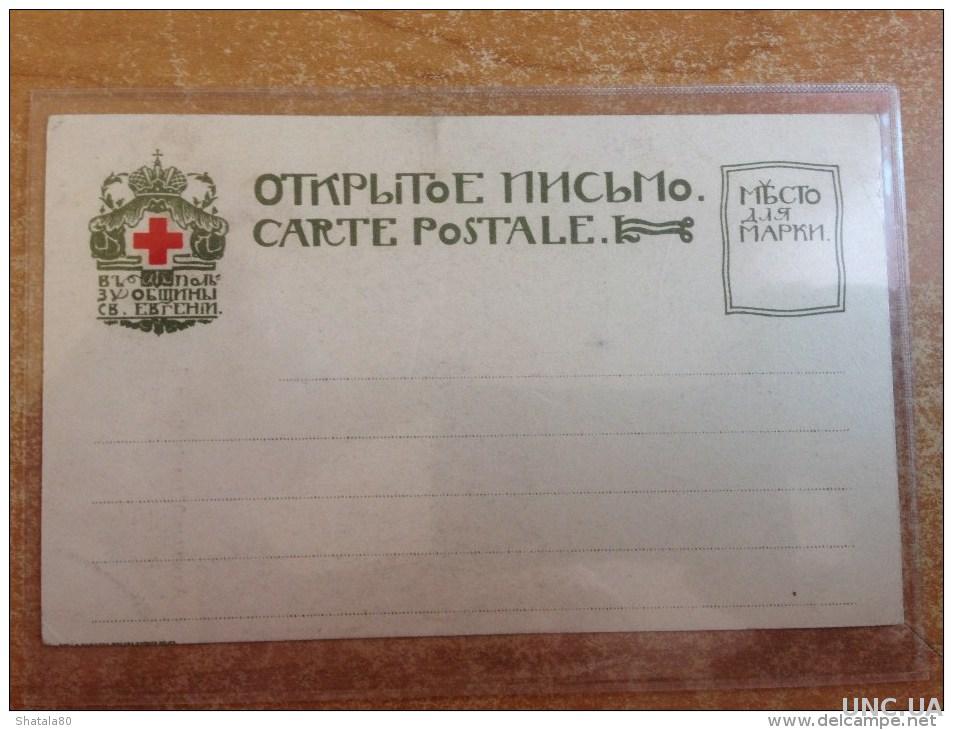 ОТКРЫТОЕ ПИСЬМО.
CARTE POSTALE.
МѢСТО
ДЛЯ
МАРКИ.
ВЪ ПОЛЬ-
ЗУ ОБЩИНЫ
СВ. ЕВГЕНІИ.
UNC.UA
Shatala80
www.delcampe.net